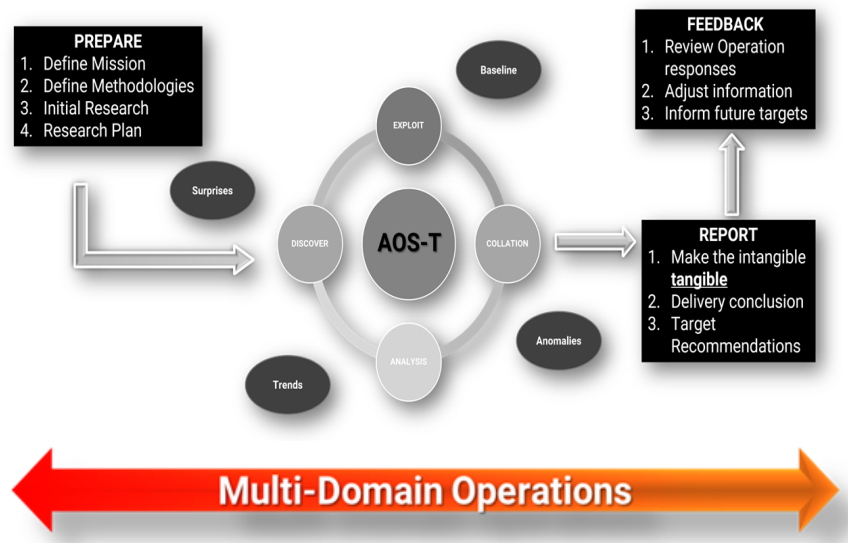 PREPARE
1. Define Mission
2. Define Methodologies
3. Initial Research
4. Research Plan
Surprises
Baseline
EXPLOIT
DISCOVER
AOS-T
COLLATION
ANALYSIS
Trends
Anomalies
FEEDBACK
1. Review Operation
responses
2. Adjust information
3. Inform future targets
REPORT
1. Make the intangible
tangible
2. Delivery conclusion
3. Target
Recommendations
Multi-Domain Operations